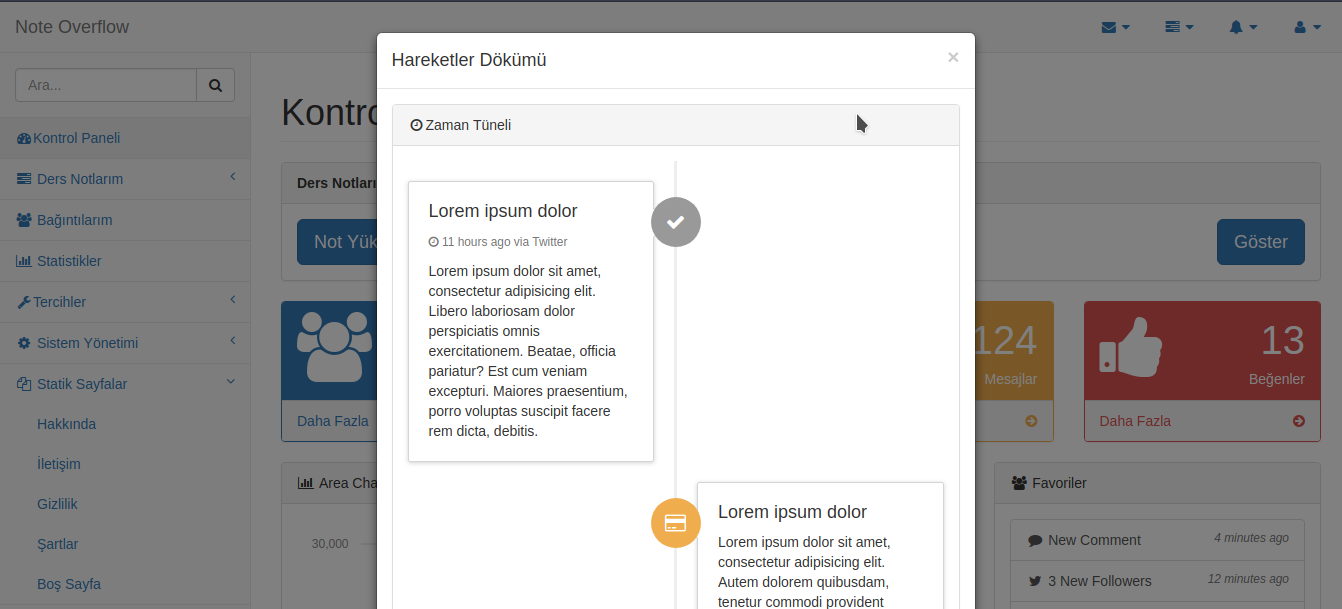 Note Overflow
Ara...
Kontrol Paneli
Ders Notlarım
Bağıntılarım
Statistikler
Tercihler
Sistem Yönetimi
Statik Sayfalar
Hakkında
İletişim
Gizlilik
Şartlar
Boş Sayfa
Hareketler Dökümü
×
Zaman Tüneli
Lorem ipsum dolor
11 hours ago via Twitter
Lorem ipsum dolor sit amet,
consectetur adipisicing elit.
Libero laboriosam dolor
perspiciatis omnis
exercitationem. Beatae, officia
pariatur? Est cum veniam
excepturi. Maiores praesentium,
porro voluptas suscipit facere
rem dicta, debitis.
Lorem ipsum dolor
Lorem ipsum dolor sit amet,
consectetur adipisicing elit.
Autem dolorem quibusdam,
tenetur commodi provident
Kontro
Ders Notları
Not Yük
Göster
Daha Fazla
124
Mesajlar
13
Beğenler
Daha Fazla
Area Cha
30,000
Favoriler
New Comment 4 minutes ago
3 New Followers 12 minutes ago